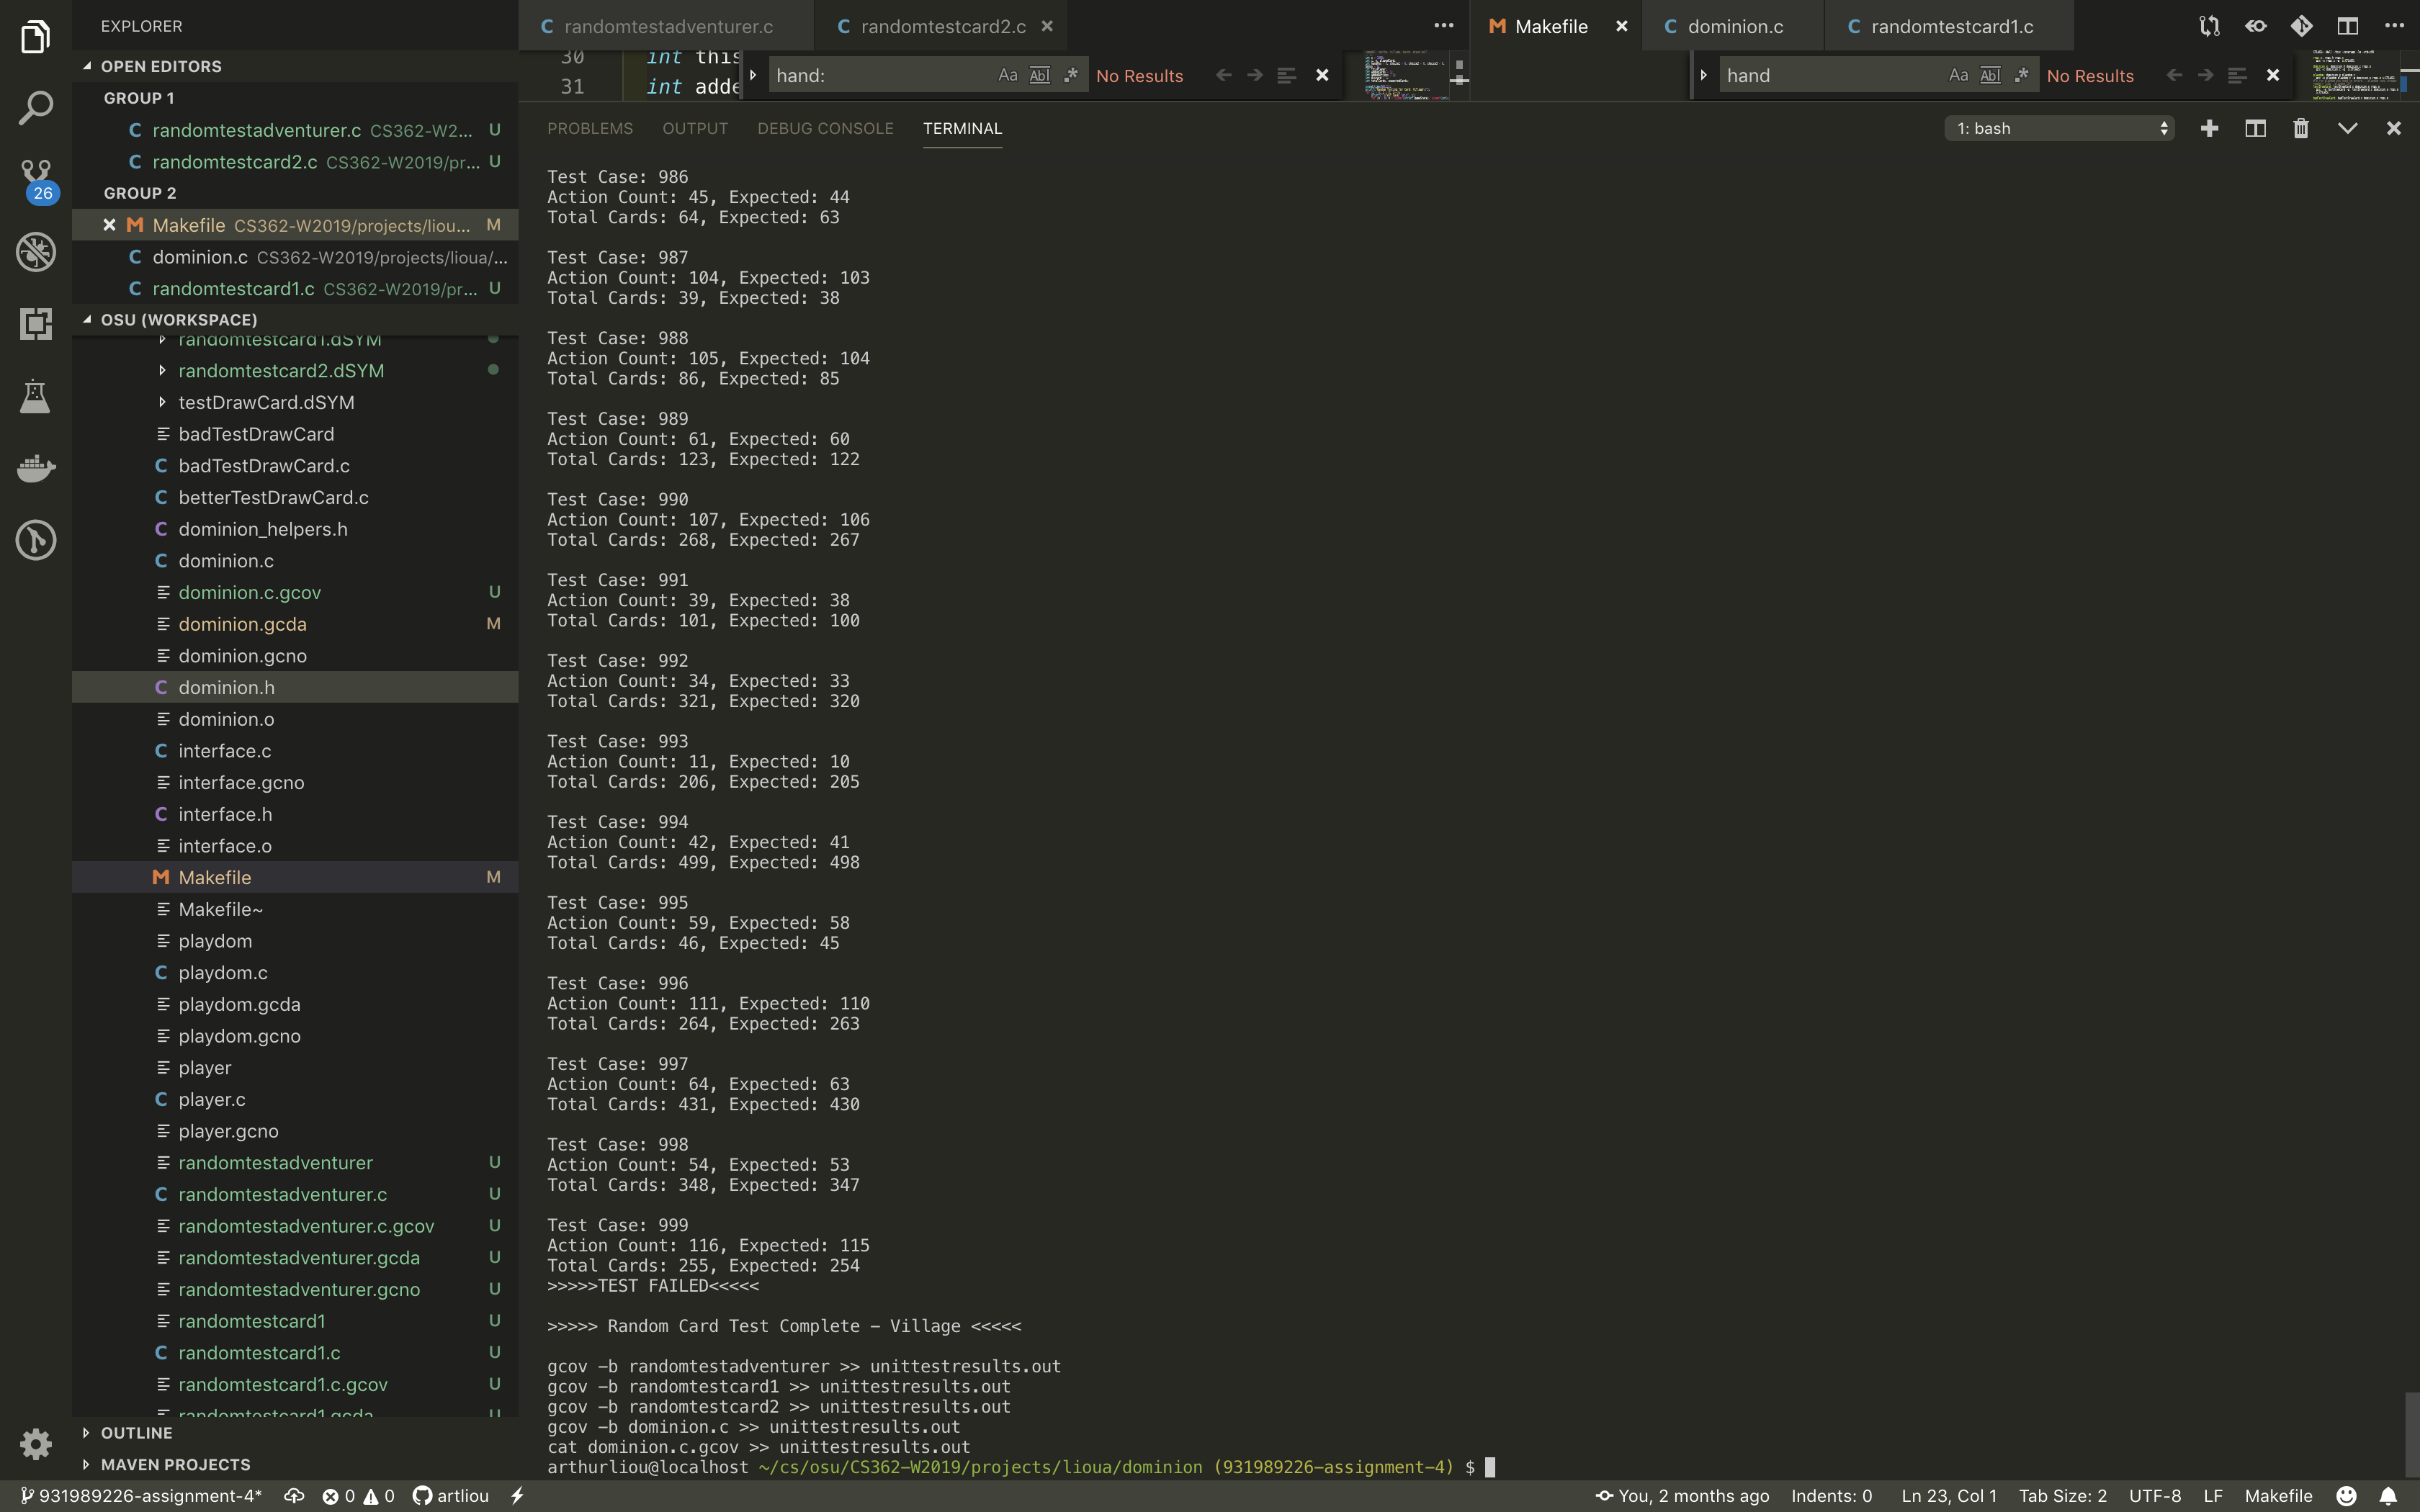 EXPLORER
OPEN EDITORS
GROUP 1
C randomtestadventurer.c CS362-W2... U
C randomtestcard2.c CS362-W2019/pr... U
GROUP 2
M Makefile CS362-W2019/projects/liou... M
C dominion.c CS362-W2019/projects/lioua/...
C randomtestcard1.c CS362-W2019/pr... U
OSU (WORKSPACE)
randomtestcard1.dSYM
randomtestcard2.dSYM
testDrawCard.dSYM
badTestDrawCard
C badTestDrawCard.c
C betterTestDrawCard.c
C dominion_helpers.h
C dominion.c
dominion.c.gcov U
dominion.gcda M
dominion.gcno
C dominion.h
dominion.o
C interface.c
interface.gcno
C interface.h
interface.o
M Makefile M
Makefile~
playdom
C playdom.c
playdom.gcda
playdom.gcno
player
C player.c
player.gcno
randomtestadventurer U
C randomtestadventurer.c U
randomtestadventurer.c.gcov U
randomtestadventurer.gcda U
randomtestadventurer.gcno U
randomtestcard1 U
C randomtestcard1.c U
randomtestcard1.c.gcov U
randomtestcard1.gcda U
OUTLINE
MAVEN PROJECTS
26
C randomtestadventurer.c
C randomtestcard2.c
M Makefile
C dominion.c
C randomtestcard1.c
30 int this
31 int adde
hand: Aa Abl .* No Results
hand Aa Abl .* No Results
PROBLEMS OUTPUT DEBUG CONSOLE TERMINAL
1: bash
Test Case: 986
Action Count: 45, Expected: 44
Total Cards: 64, Expected: 63
Test Case: 987
Action Count: 104, Expected: 103
Total Cards: 39, Expected: 38
Test Case: 988
Action Count: 105, Expected: 104
Total Cards: 86, Expected: 85
Test Case: 989
Action Count: 61, Expected: 60
Total Cards: 123, Expected: 122
Test Case: 990
Action Count: 107, Expected: 106
Total Cards: 268, Expected: 267
Test Case: 991
Action Count: 39, Expected: 38
Total Cards: 101, Expected: 100
Test Case: 992
Action Count: 34, Expected: 33
Total Cards: 321, Expected: 320
Test Case: 993
Action Count: 11, Expected: 10
Total Cards: 206, Expected: 205
Test Case: 994
Action Count: 42, Expected: 41
Total Cards: 499, Expected: 498
Test Case: 995
Action Count: 59, Expected: 58
Total Cards: 46, Expected: 45
Test Case: 996
Action Count: 111, Expected: 110
Total Cards: 264, Expected: 263
Test Case: 997
Action Count: 64, Expected: 63
Total Cards: 431, Expected: 430
Test Case: 998
Action Count: 54, Expected: 53
Total Cards: 348, Expected: 347
Test Case: 999
Action Count: 116, Expected: 115
Total Cards: 255, Expected: 254
>>>>>TEST FAILED<<<<<
>>>>> Random Card Test Complete - Village <<<<<
gcov -b randomtestadventurer >> unittestresults.out
gcov -b randomtestcard1 >> unittestresults.out
gcov -b randomtestcard2 >> unittestresults.out
gcov -b dominion.c >> unittestresults.out
cat dominion.c.gcov >> unittestresults.out
arthurliou@localhost ~/cs/osu/CS362-W2019/projects/lioua/dominion (931989226-assignment-4) $
931989226-assignment-4* 0 0 artliou You, 2 months ago Indents: 0 Ln 23, Col 1 Tab Size: 2 UTF-8 LF Makefile